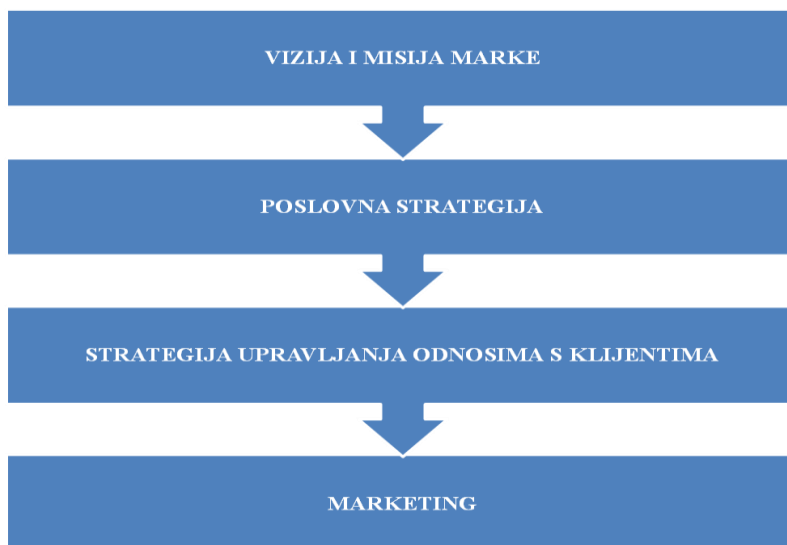 VIZIJA I MISIJA MARKE
POSLOVNA STRATEGIJA
STRATEGIJA UPRAVLJANJA ODNOSIMA S KLIJENTIMA
MARKETING